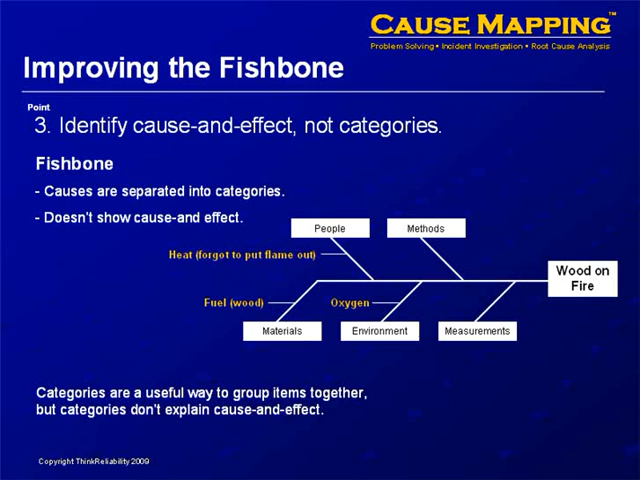 CAUSE MAPPING™
Problem Solving • Incident Investigation • Root Cause Analysis
Improving the Fishbone
Point
3. Identify cause-and-effect, not categories.
Fishbone
- Causes are separated into categories.
- Doesn't show cause-and effect.
People
Methods
Heat (forgot to put flame out)
Wood on
Fire
Fuel (wood)
Oxygen
Materials
Environment
Measurements
Categories are a useful way to group items together,
but categories don't explain cause-and-effect.
Copyright ThinkReliability 2009